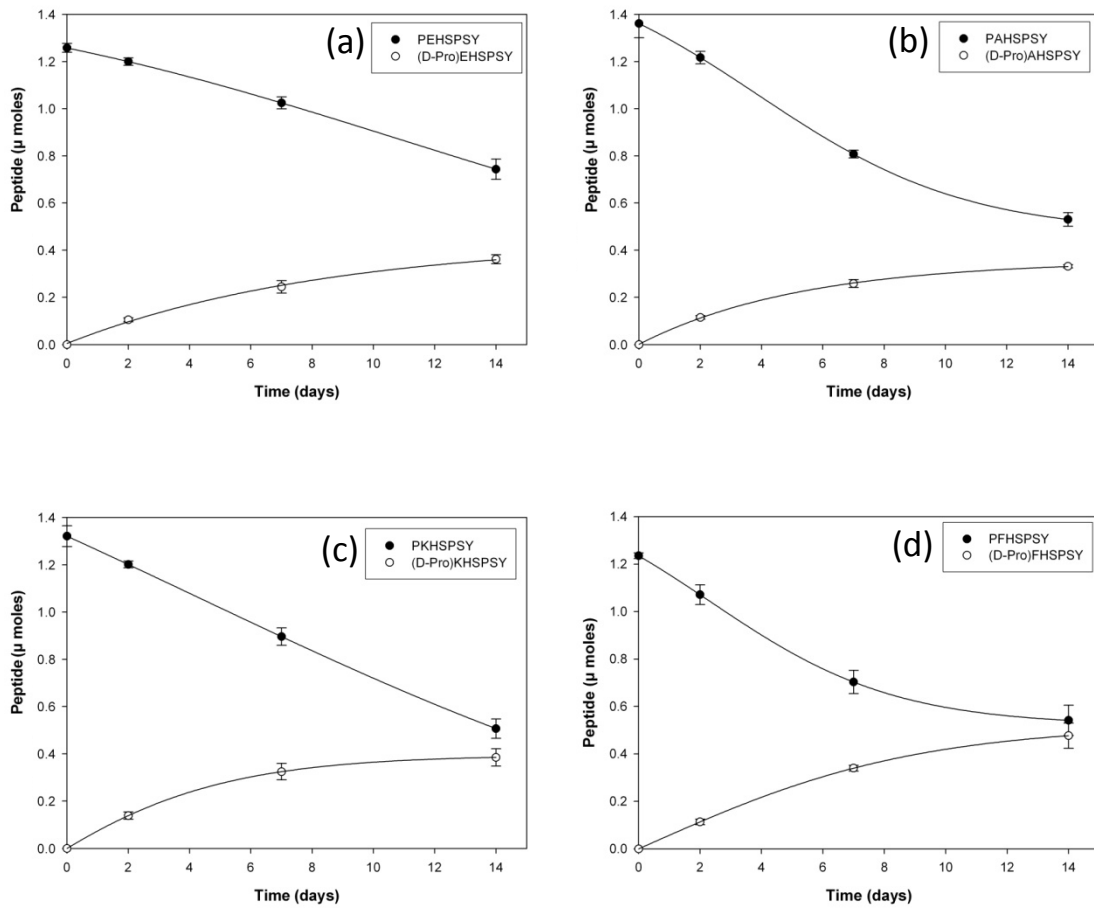 (a)
PEHSPSY
(D-Pro)EHSPSY
Peptide (µ moles)
1.4
1.2
1.0
0.8
0.6
0.4
0.2
0.0
0 2 4 6 8 10 12 14
Time (days)
(b)
PAHSPSY
(D-Pro)AHSPSY
Peptide (µ moles)
1.4
1.2
1.0
0.8
0.6
0.4
0.2
0.0
0 2 4 6 8 10 12 14
Time (days)
(c)
PKHSPSY
(D-Pro)KHSPSY
Peptide (µ moles)
1.4
1.2
1.0
0.8
0.6
0.4
0.2
0.0
0 2 4 6 8 10 12 14
Time (days)
(d)
PFHSPSY
(D-Pro)FHSPSY
Peptide (µ moles)
1.4
1.2
1.0
0.8
0.6
0.4
0.2
0.0
0 2 4 6 8 10 12 14
Time (days)